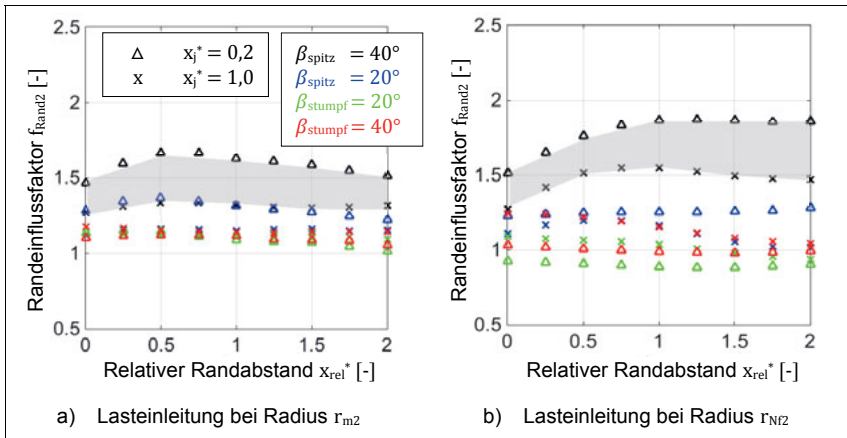 Randeinflussfaktor f_Rand2 [-]
2.5
2
1.5
1
0.5
Δ x_j* = 0,2
x x_j* = 1,0
β_spitz = 40°
β_spitz = 20°
β_stumpf = 20°
β_stumpf = 40°
0 0.5 1 1.5 2
Relativer Randabstand x_rel* [-]
a) Lasteinleitung bei Radius r_m2
Randeinflussfaktor f_Rand2 [-]
2.5
2
1.5
1
0.5
0 0.5 1 1.5 2
Relativer Randabstand x_rel* [-]
b) Lasteinleitung bei Radius r_Nf2